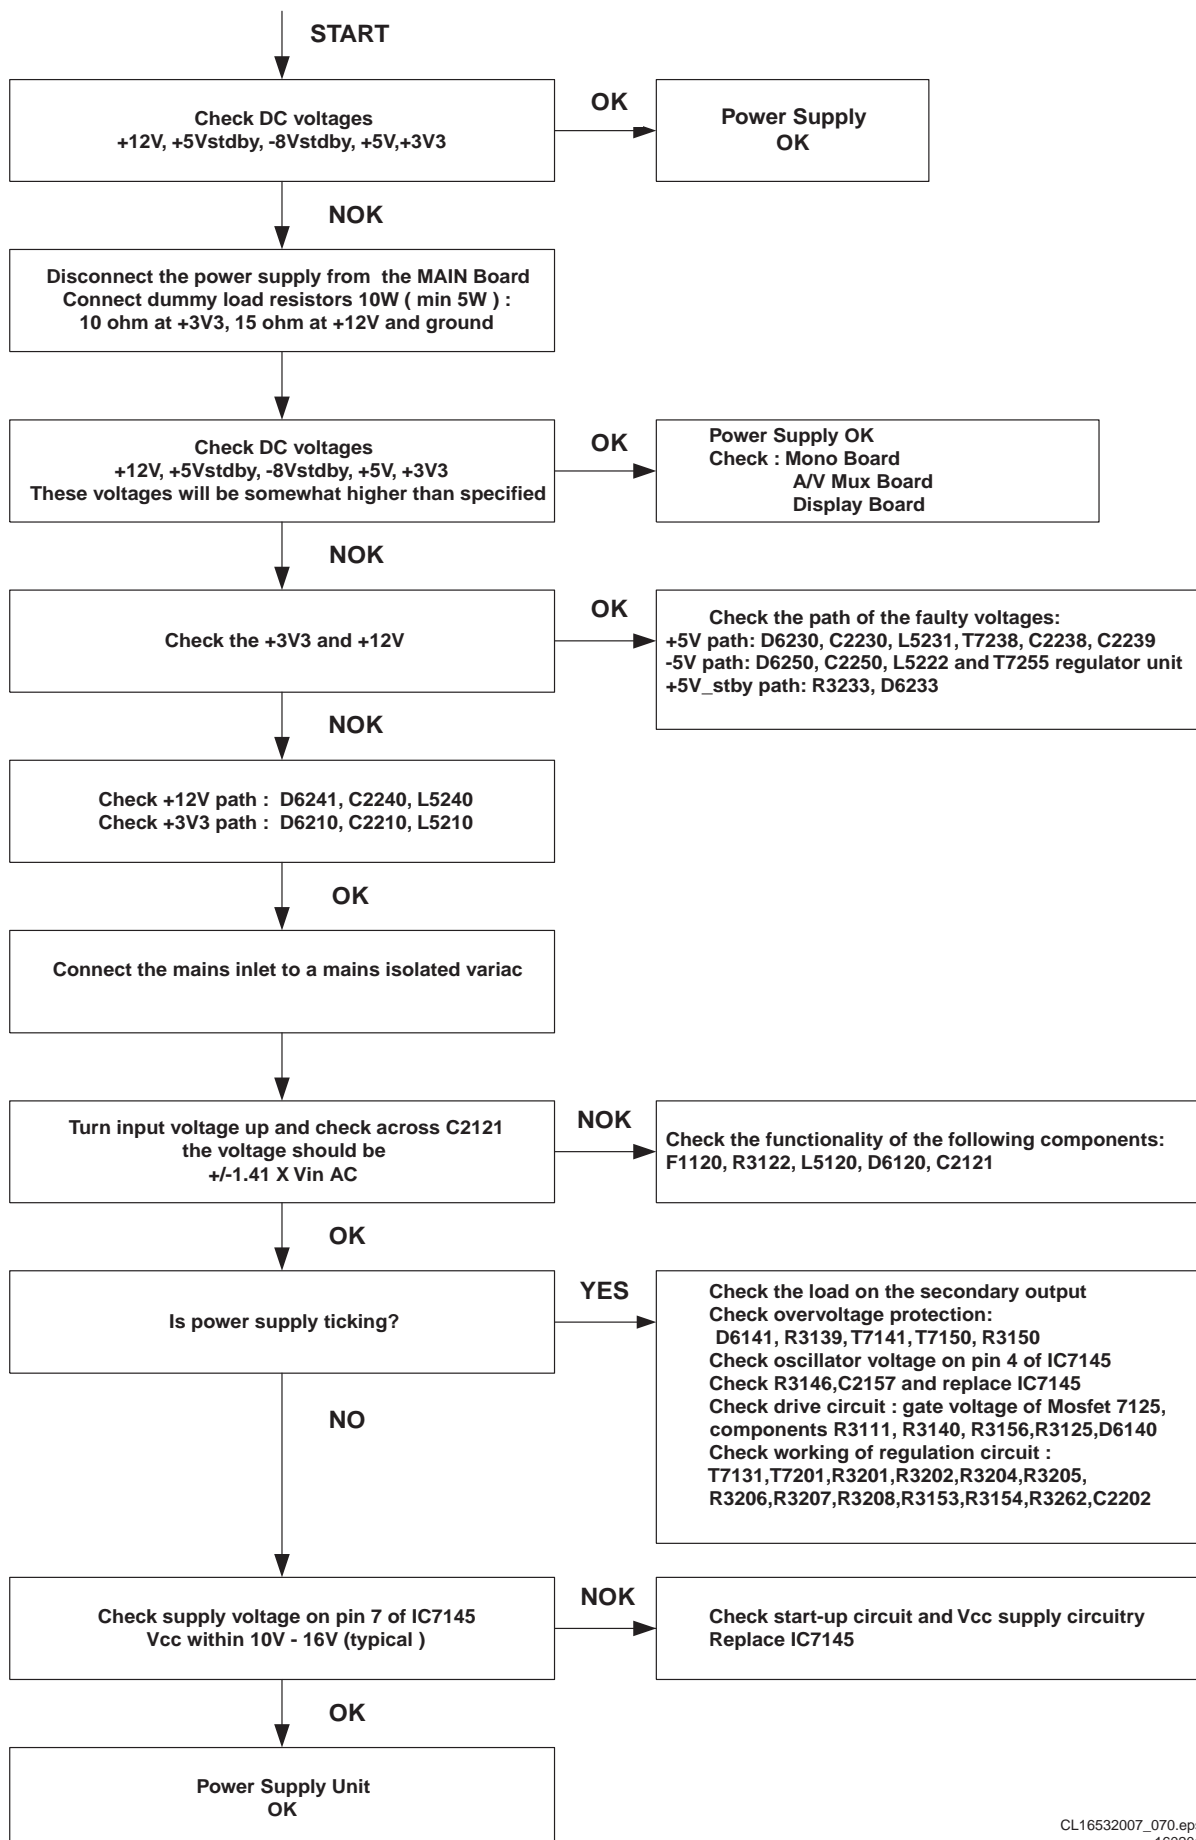 START
Check DC voltages
+12V, +5Vstdby, -8Vstdby, +5V,+3V3
OK
Power Supply
OK
NOK
Disconnect the power supply from the MAIN Board
Connect dummy load resistors 10W ( min 5W ) :
10 ohm at +3V3, 15 ohm at +12V and ground
Check DC voltages
+12V, +5Vstdby, -8Vstdby, +5V, +3V3
These voltages will be somewhat higher than specified
OK
Power Supply OK
Check : Mono Board
A/V Mux Board
Display Board
NOK
Check the +3V3 and +12V
OK
Check the path of the faulty voltages:
+5V path: D6230, C2230, L5231, T7238, C2238, C2239
-5V path: D6250, C2250, L5222 and T7255 regulator unit
+5V_stby path: R3233, D6233
NOK
Check +12V path : D6241, C2240, L5240
Check +3V3 path : D6210, C2210, L5210
OK
Connect the mains inlet to a mains isolated variac
Turn input voltage up and check across C2121
the voltage should be
+/-1.41 X Vin AC
NOK
Check the functionality of the following components:
F1120, R3122, L5120, D6120, C2121
OK
Is power supply ticking?
YES
Check the load on the secondary output
Check overvoltage protection:
D6141, R3139, T7141, T7150, R3150
Check oscillator voltage on pin 4 of IC7145
Check R3146,C2157 and replace IC7145
Check drive circuit : gate voltage of Mosfet 7125,
components R3111, R3140, R3156,R3125,D6140
Check working of regulation circuit :
T7131,T7201,R3201,R3202,R3204,R3205,
R3206,R3207,R3208,R3153,R3154,R3262,C2202
NO
Check supply voltage on pin 7 of IC7145
Vcc within 10V - 16V (typical )
NOK
Check start-up circuit and Vcc supply circuitry
Replace IC7145
OK
Power Supply Unit
OK